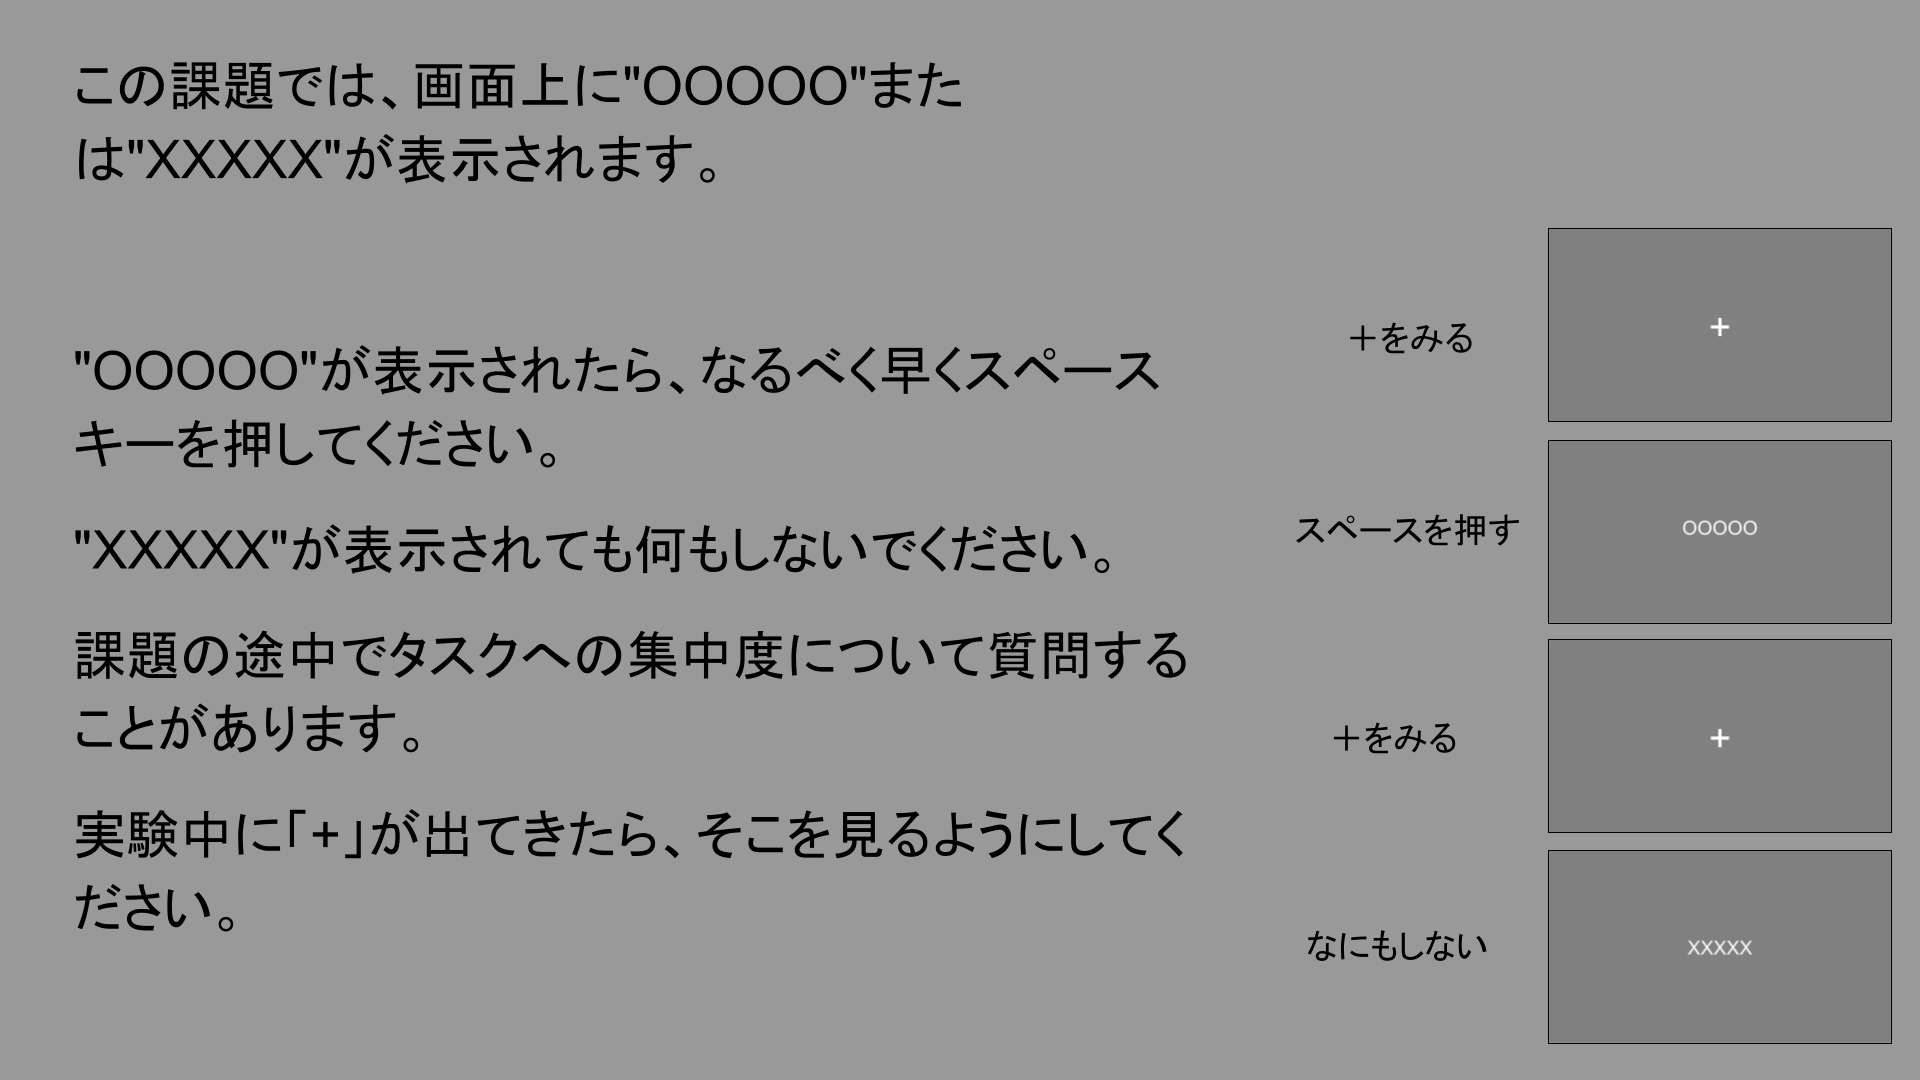 この課題では、画面上に"OOOOO"また
は"XXXXX"が表示されます。
"OOOOO"が表示されたら、なるべく早くスペース
キーを押してください。
"XXXXX"が表示されても何もしないでください。
課題の途中でタスクへの集中度について質問する
ことがあります。
実験中に「+」が出てきたら、そこを見るようにしてく
ださい。
＋をみる
+
スペースを押す
OOOOO
＋をみる
+
なにもしない
XXXXX